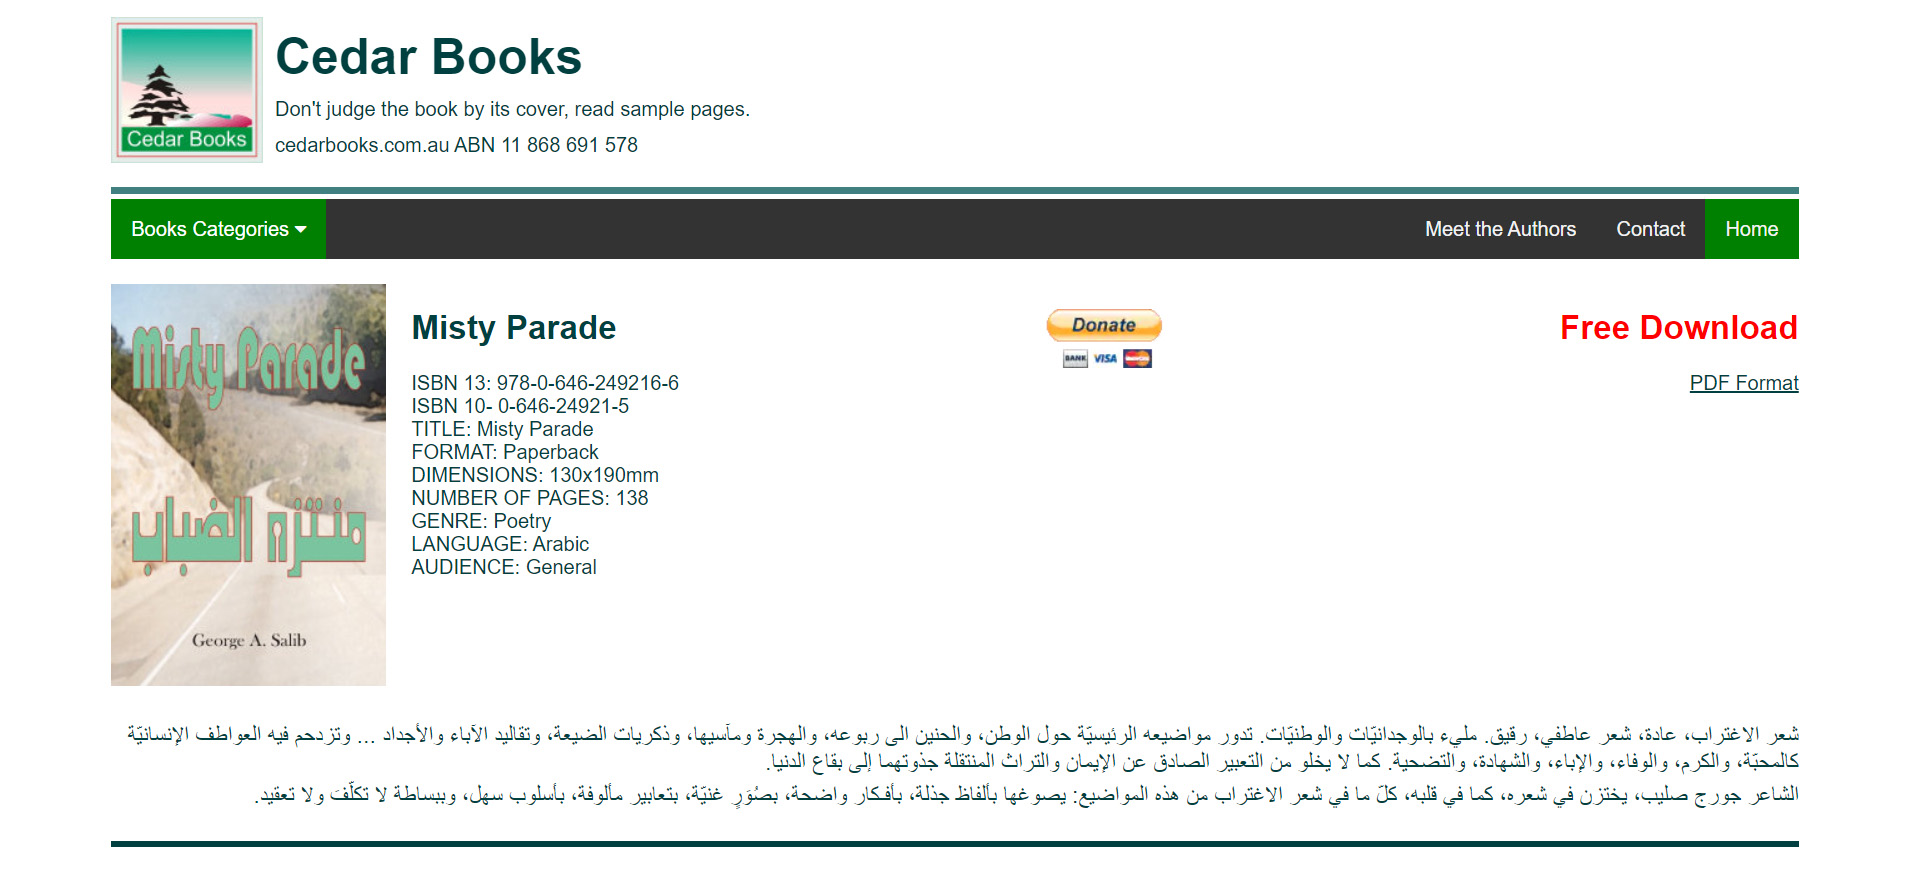 Cedar Books
Cedar Books
Don't judge the book by its cover, read sample pages.
cedarbooks.com.au ABN 11 868 691 578
Books Categories
Meet the Authors
Contact
Home
Misty Parade
منتزه الضباب
George A. Salib
Misty Parade
ISBN 13: 978-0-646-249216-6
ISBN 10- 0-646-24921-5
TITLE: Misty Parade
FORMAT: Paperback
DIMENSIONS: 130x190mm
NUMBER OF PAGES: 138
GENRE: Poetry
LANGUAGE: Arabic
AUDIENCE: General
Donate
BANK VISA MasterCard
Free Download
PDF Format
شعر الاغتراب، عادة، شعر عاطفي، رقيق. مليء بالوجدانيّات والوطنيّات. تدور مواضيعه الرئيسيّة حول الوطن، والحنين الى ربوعه، والهجرة ومآسيها، وذكريات الضيعة، وتقاليد الآباء والأجداد ... وتزدحم فيه العواطف الإنسانيّة
كالمحبّة، والكرم، والوفاء، والإباء، والشهادة، والتضحية. كما لا يخلو من التعبير الصادق عن الإيمان والتراث المنتقلة جذوتهما إلى بقاع الدنيا.
الشاعر جورج صليب، يختزن في شعره، كما في قلبه، كلّ ما في شعر الاغتراب من هذه المواضيع: يصوغها بألفاظ جذلة، بأفكار واضحة، بصُوَرٍ غنيّة، بتعابير مألوفة، بأسلوب سهل، وببساطة لا تكلّفَ ولا تعقيد.